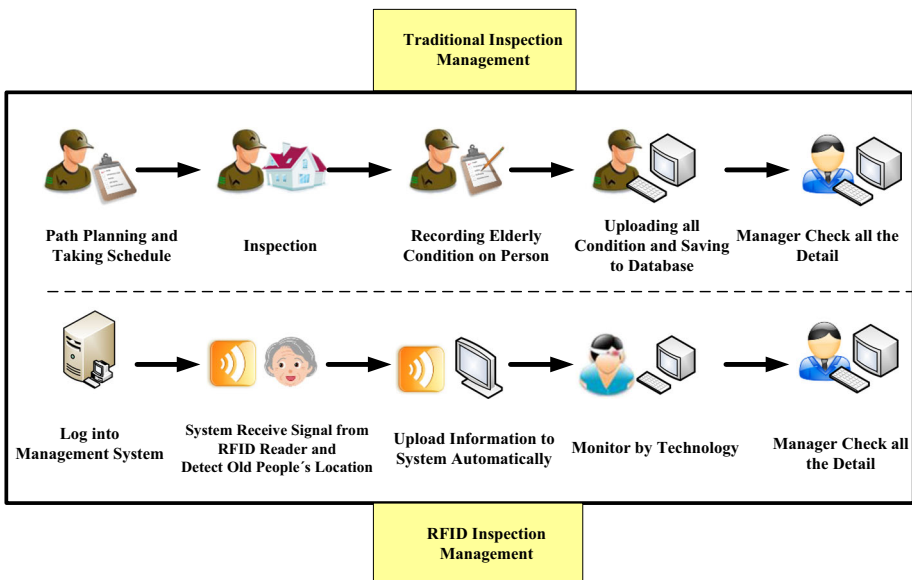 Traditional Inspection
Management
Path Planning and
Taking Schedule
Inspection
Recording Elderly
Condition on Person
Uploading all
Condition and Saving
to Database
Manager Check all the
Detail
Log into
Management System
System Receive Signal from
RFID Reader and
Detect Old People´s Location
Upload Information to
System Automatically
Monitor by Technology
Manager Check all
the Detail
RFID Inspection
Management